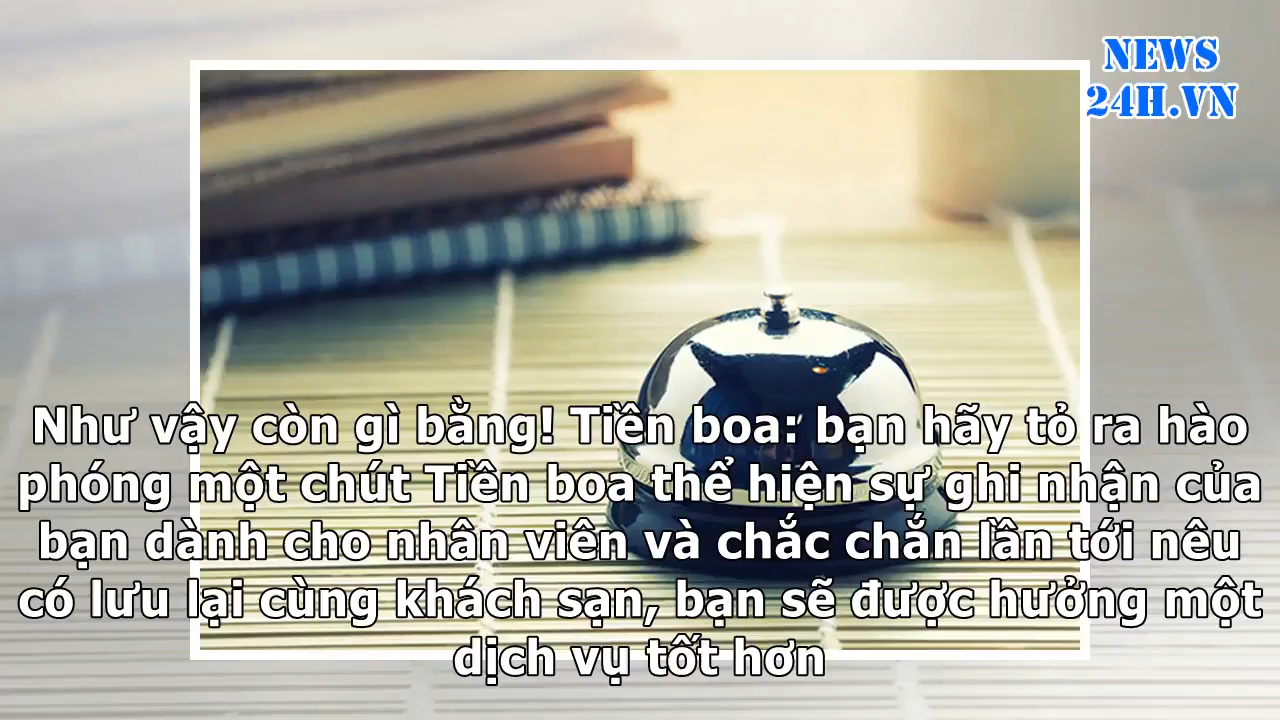 NEWS
24H.VN
Như vậy còn gì bằng! Tiền boa: bạn hãy tỏ ra hào
phóng một chút Tiền boa thể hiện sự ghi nhận của
bạn dành cho nhân viên và chắc chắn lần tới nêu
có lưu lại cùng khách sạn, bạn sẽ được hưởng một
dịch vụ tốt hơn